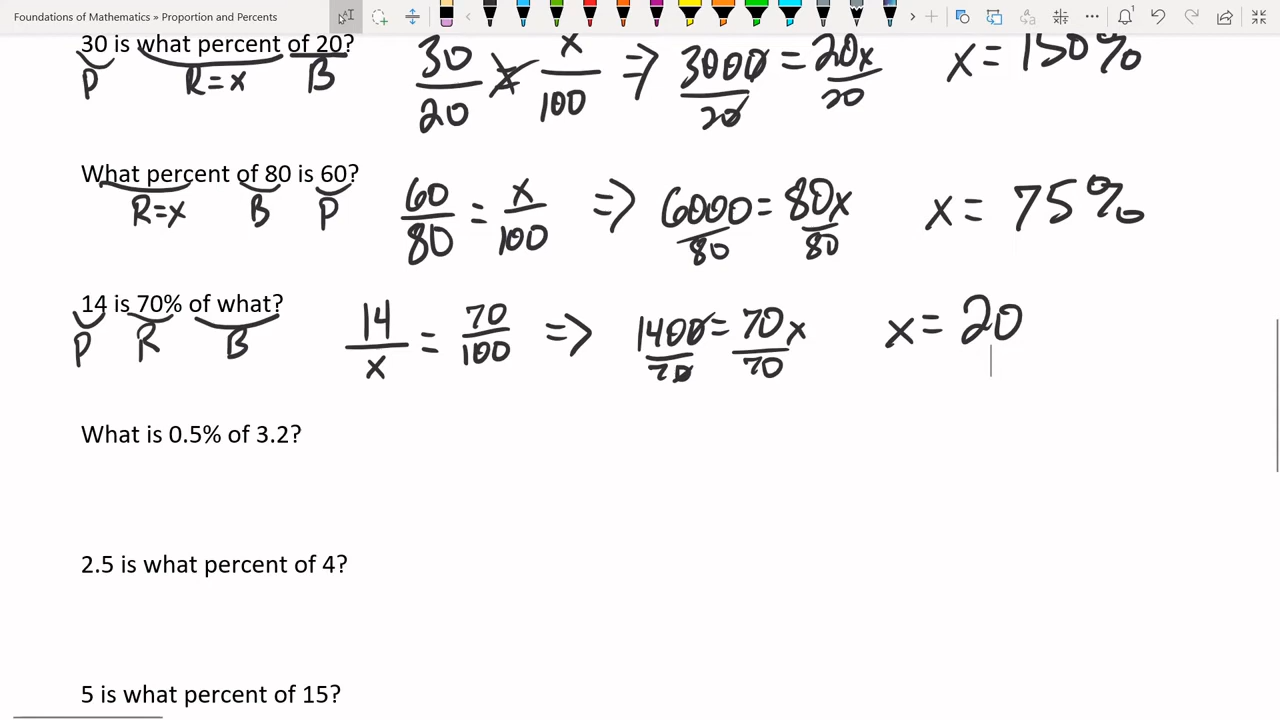 Foundations of Mathematics » Proportion and Percents
30 is what percent of 20?
P R=x B
30/20 = x/100 ⇒ 3000/20 = 20x/20 x = 150%
What percent of 80 is 60?
R=x B P
60/80 = x/100 ⇒ 6000/80 = 80x/80 x = 75%
14 is 70% of what?
P R B
14/x = 70/100 ⇒ 1400/70 = 70x/70 x = 20
What is 0.5% of 3.2?
2.5 is what percent of 4?
5 is what percent of 15?